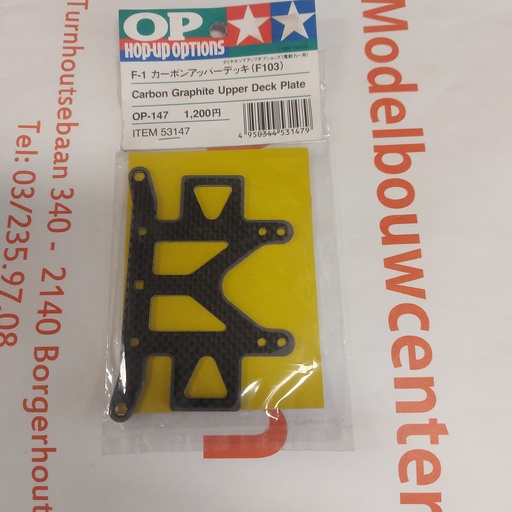 OP
HOP-UP OPTIONS
F-1 カーボンアッパーデッキ(F103)
Carbon Graphite Upper Deck Plate
OP-147 1,200円
ITEM 53147
4 950344 531479
Turnhoutsebaan 340 - 2140 Borgerhout
Tel: 03/235.97.08
Modelbouwcenter